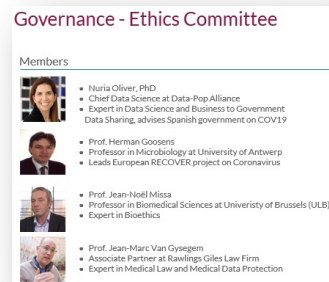 Governance - Ethics Committee
Members
Nuria Oliver, PhD
Chief Data Science at Data-Pop Alliance
Expert in Data Science and Business to Government
Data Sharing, advises Spanish government on COV19
Prof. Herman Goosens
Professor in Microbiology at University of Antwerp
Leads European RECOVER project on Coronavirus
Prof. Jean-Noël Missa
Professor in Biomedical Sciences at Univeristy of Brussels (ULB)
Expert in Bioethics
Prof. Jean-Marc Van Gysegem
Associate Partner at Rawlings Giles Law Firm
Expert in Medical Law and Medical Data Protection